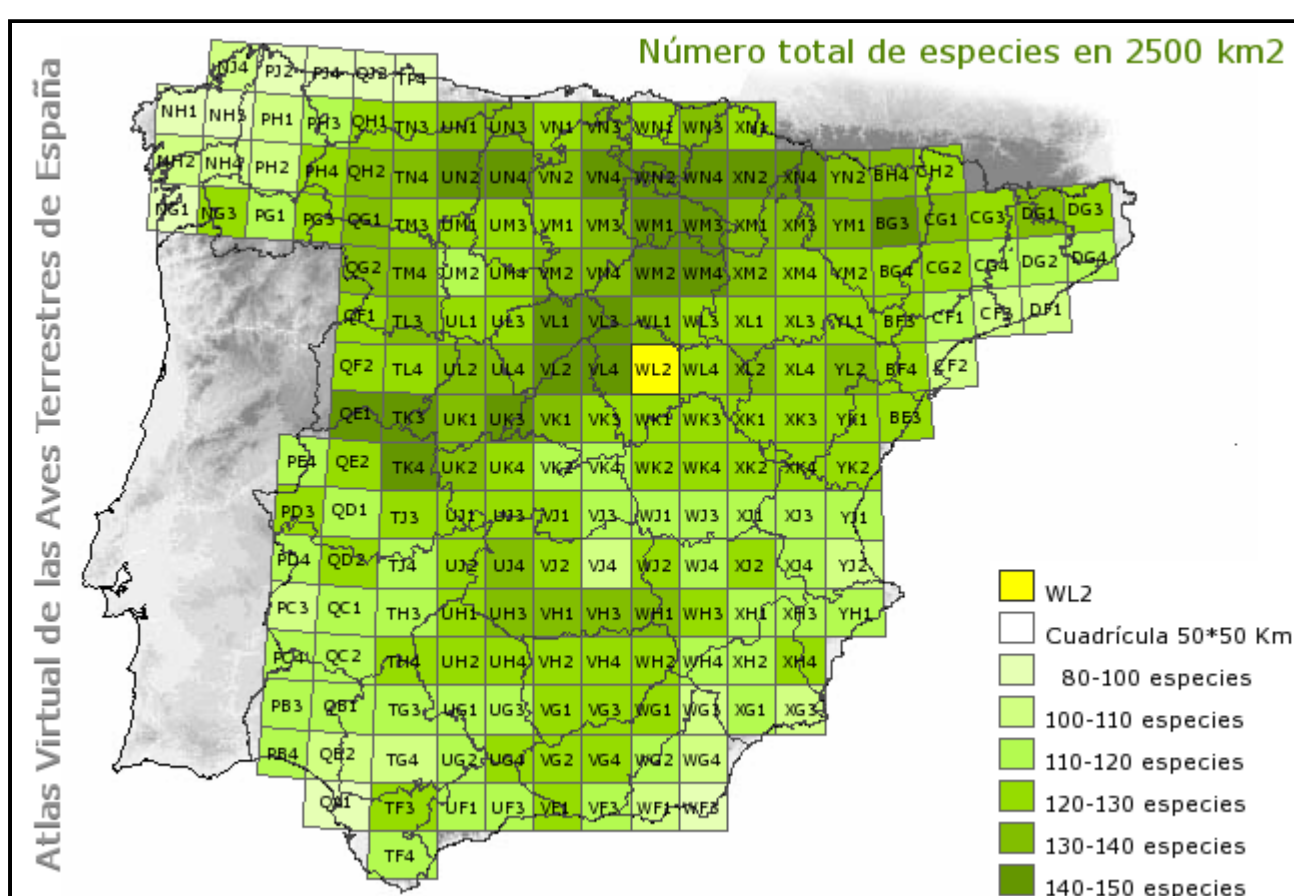 Número total de especies en 2500 km2
Atlas Virtual de las Aves Terrestres de España
NJ4 PJ2 PJ4 QJ2 TP4
NH1 NH3 PH1 PH3 QH1 TN3 UN1 UN3 VN1 VN3 WN1 WN3 XN1
NH2 NH4 PH2 PH4 QH2 TN4 UN2 UN4 VN2 VN4 WN2 WN4 XN2 XN4 YN2 BH4 CH2
NG1 NG3 PG1 PG3 QG1 TM3 UM1 UM3 VM1 VM3 WM1 WM3 XM1 XM3 YM1 BG3 CG1 CG3 DG1 DG3
QG2 TM4 UM2 UM4 VM2 VM4 WM2 WM4 XM2 XM4 YM2 BG4 CG2 CG4 DG2 DG4
QF1 TL3 UL1 UL3 VL1 VL3 WL1 WL3 XL1 XL3 YL1 BF3 CF1 CF3 DF1
QF2 TL4 UL2 UL4 VL2 VL4 WL2 WL4 XL2 XL4 YL2 BF4 CF2
QE1 TK3 UK1 UK3 VK1 VK3 WK1 WK3 XK1 XK3 YK1 BE3
PE4 QE2 TK4 UK2 UK4 VK2 VK4 WK2 WK4 XK2 XK4 YK2
PD3 QD1 TJ3 UJ1 UJ3 VJ1 VJ3 WJ1 WJ3 XJ1 XJ3 YJ1
PD4 QD2 TJ4 UJ2 UJ4 VJ2 VJ4 WJ2 WJ4 XJ2 XJ4 YJ2
PC3 QC1 TH3 UH1 UH3 VH1 VH3 WH1 WH3 XH1 XH3 YH1
PC4 QC2 TH4 UH2 UH4 VH2 VH4 WH2 WH4 XH2 XH4
PB3 QB1 TG3 UG1 UG3 VG1 VG3 WG1 WG3 XG1 XG3
PB4 QB2 TG4 UG2 UG4 VG2 VG4 WG2 WG4
QA1 TF3 UF1 UF3 VF1 VF3 WF1 WF3
TF4
WL2
Cuadrícula 50*50 Km
80-100 especies
100-110 especies
110-120 especies
120-130 especies
130-140 especies
140-150 especies